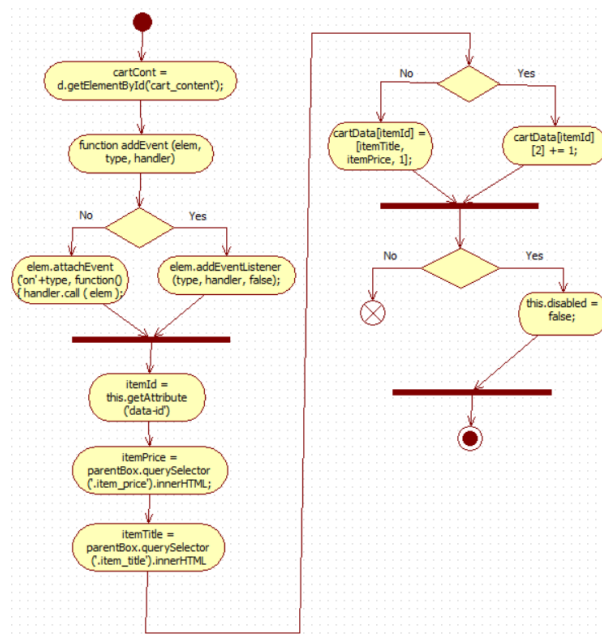 cartCont =
d.getElementById('cart_content');
function addEvent (elem,
type, handler)
No
Yes
elem.attachEvent
('on'+type, function()
{ handler.call ( elem );
elem.addEventListener
(type, handler, false);
itemId =
this.getAttribute
('data-id')
itemPrice =
parentBox.querySelector
('.item_price').innerHTML;
itemTitle =
parentBox.querySelector
('.item_title').innerHTML
No
Yes
cartData[itemId] =
[itemTitle,
itemPrice, 1];
cartData[itemId]
[2] += 1;
No
Yes
this.disabled =
false;